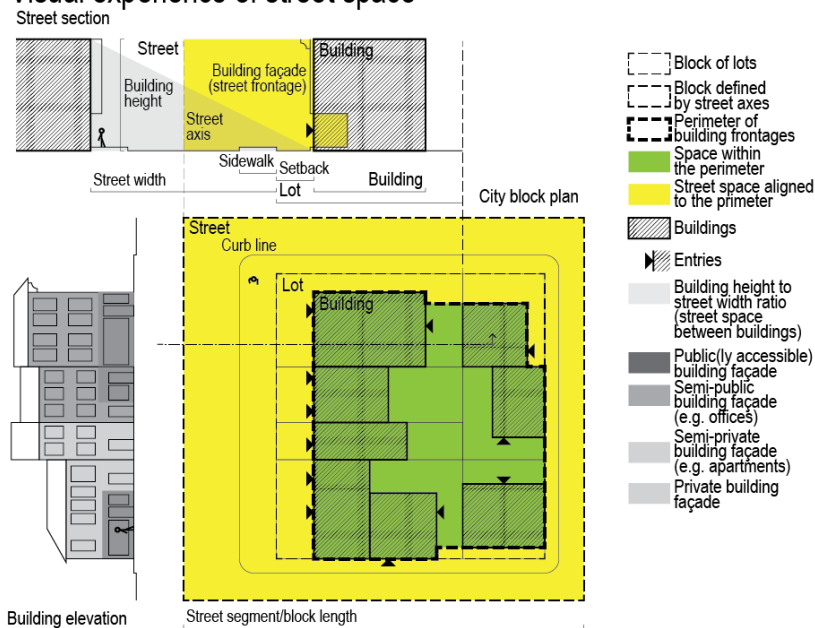 Visual experience of street space
Street section
Street
Building
Building façade
(street frontage)
Building
height
Street
axis
Sidewalk
Setback
Street width
Lot
Building
City block plan
Street
Curb line
Lot
Building
Building elevation
Street segment/block length
Block of lots
Block defined
by street axes
Perimeter of
building frontages
Space within
the perimeter
Street space aligned
to the primeter
Buildings
Entries
Building height to
street width ratio
(street space
between buildings)
Public(ly accessible)
building façade
Semi-public
building façade
(e.g. offices)
Semi-private
building façade
(e.g. apartments)
Private building
façade